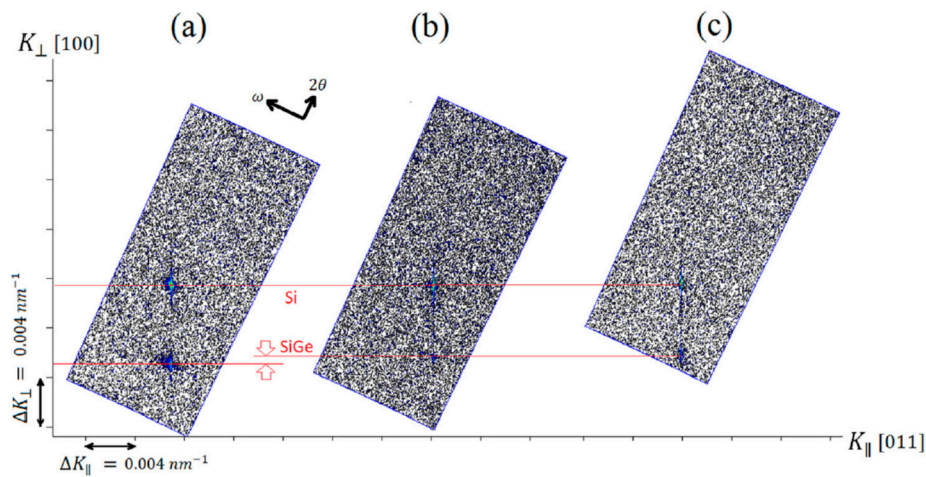 (a)
(b)
(c)
K⊥ [100]
ω
2θ
Si
SiGe
ΔK⊥ = 0.004 nm⁻¹
ΔK∥ = 0.004 nm⁻¹
K∥ [011]